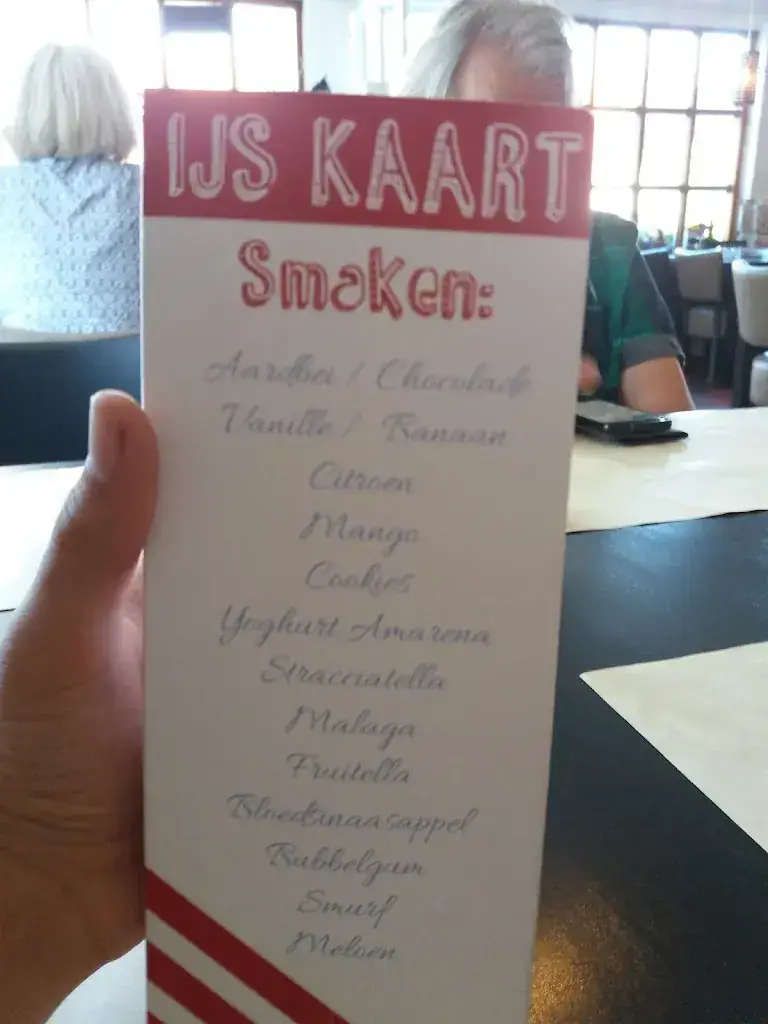 IJS KAART
Smaken:
Aardbei / Chocolade
Vanille / Banaan
Citroen
Mango
Cookies
Yoghurt Amarena
Stracciatella
Malaga
Fruitella
Bloedsinaasappel
Bubbelgum
Smurf
Meloen